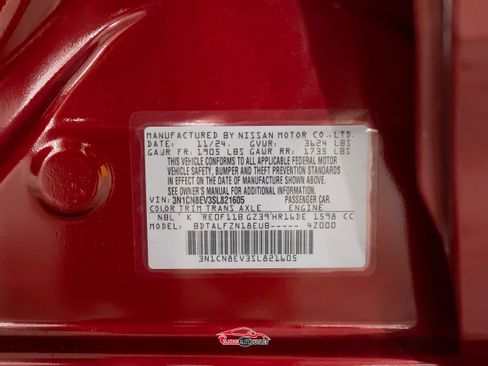 MANUFACTURED BY NISSAN MOTOR CO., LTD.
DATE: 11/24. GVWR: 3624 LBS
GAWR FR: 1905 LBS GAWR RR: 1735 LBS
THIS VEHICLE CONFORMS TO ALL APPLICABLE FEDERAL MOTOR
VEHICLE SAFETY, BUMPER AND THEFT PREVENTION STANDARDS
IN EFFECT ON THE DATE OF MANUFACTURE SHOWN ABOVE.
SEE OWNER'S MANUAL FOR ADDITIONAL INFORMATION.
VIN: 3N1CN8EV3SL821605 PASSENGER CAR
COLOR TRIM TRANS AXLE ENGINE
NBL K RE0F11B GZ39 HR16DE 1598 CC
MODEL: BDTALFZN18EUB----- 4Z000
3N1CN8EV3SL821605